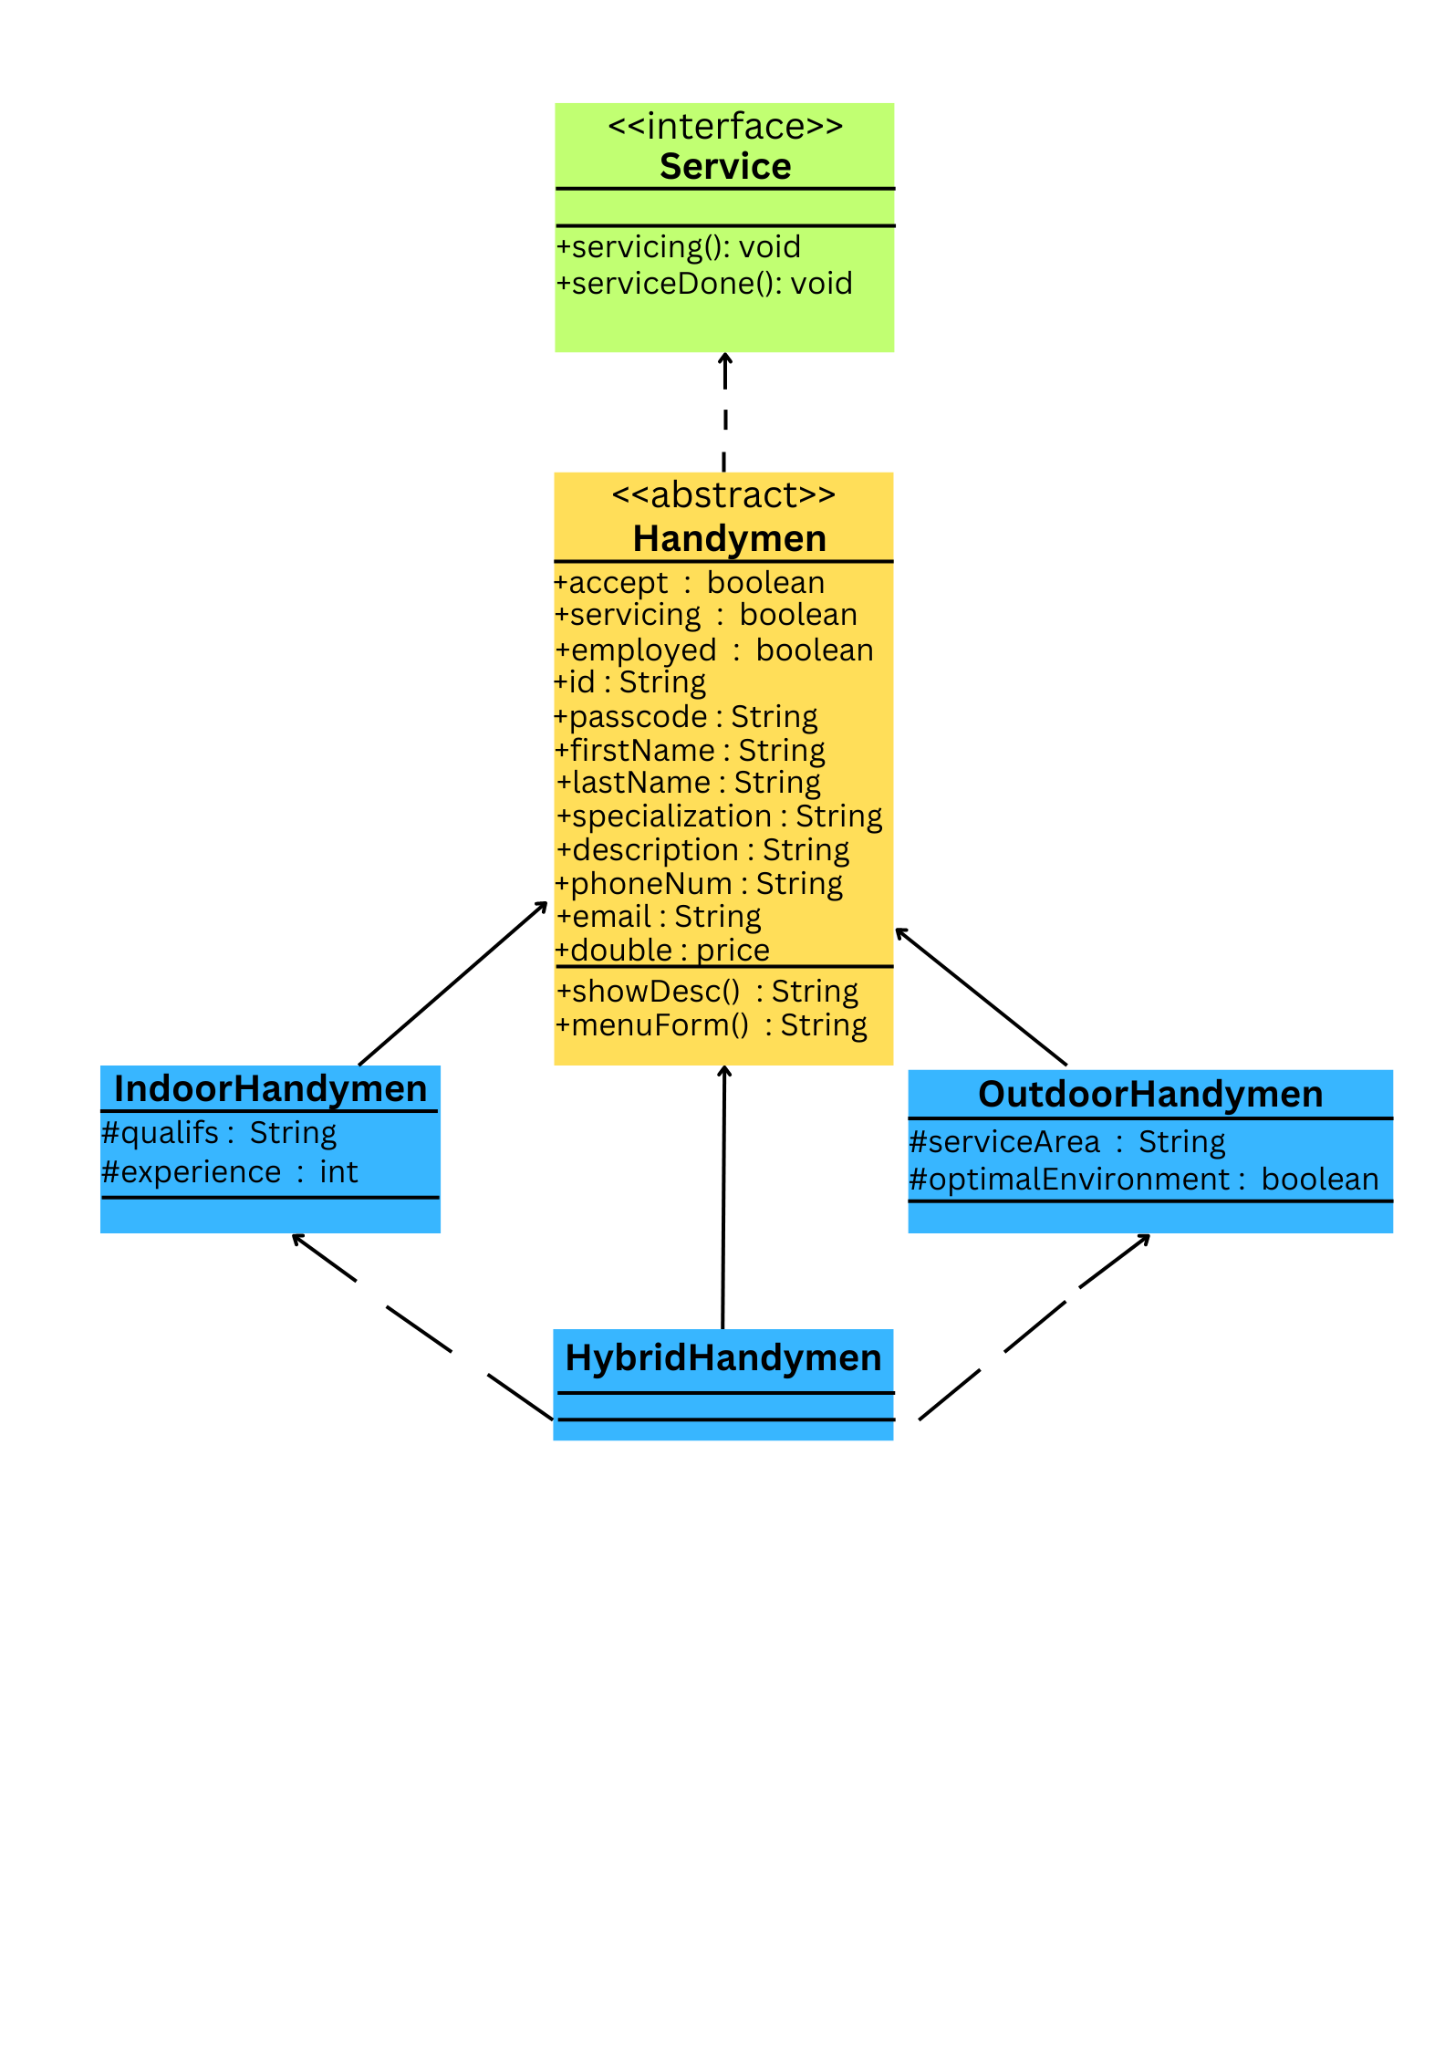 <<interface>>
Service
+servicing(): void
+serviceDone(): void
<<abstract>>
Handymen
+accept : boolean
+servicing : boolean
+employed : boolean
+id : String
+passcode : String
+firstName : String
+lastName : String
+specialization : String
+description : String
+phoneNum : String
+email : String
+double : price
+showDesc() : String
+menuForm() : String
IndoorHandymen
#qualifs : String
#experience : int
OutdoorHandymen
#serviceArea : String
#optimalEnvironment : boolean
HybridHandymen